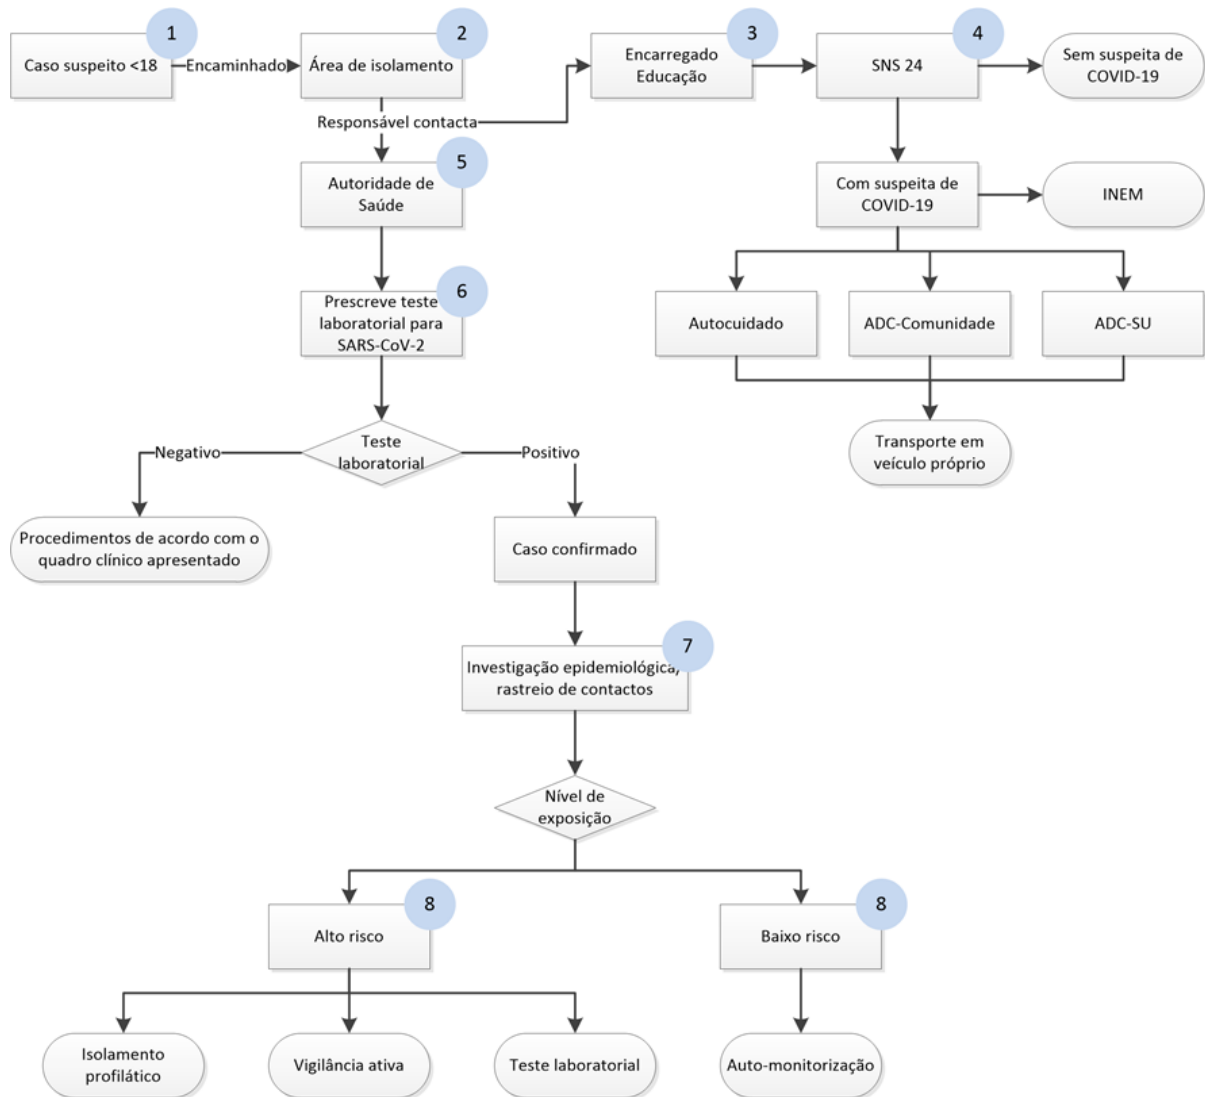 1
Caso suspeito <18
Encaminhado
2
Área de isolamento
3
Encarregado
Educação
4
SNS 24
Sem suspeita de
COVID-19
Responsável contacta
5
Autoridade de
Saúde
Com suspeita de
COVID-19
INEM
6
Prescreve teste
laboratorial para
SARS-CoV-2
Autocuidado
ADC-Comunidade
ADC-SU
Teste
laboratorial
Negativo
Positivo
Transporte em
veículo próprio
Procedimentos de acordo com o
quadro clínico apresentado
Caso confirmado
7
Investigação epidemiológica/
rastreio de contactos
Nível de
exposição
8
Alto risco
8
Baixo risco
Isolamento
profilático
Vigilância ativa
Teste laboratorial
Auto-monitorização